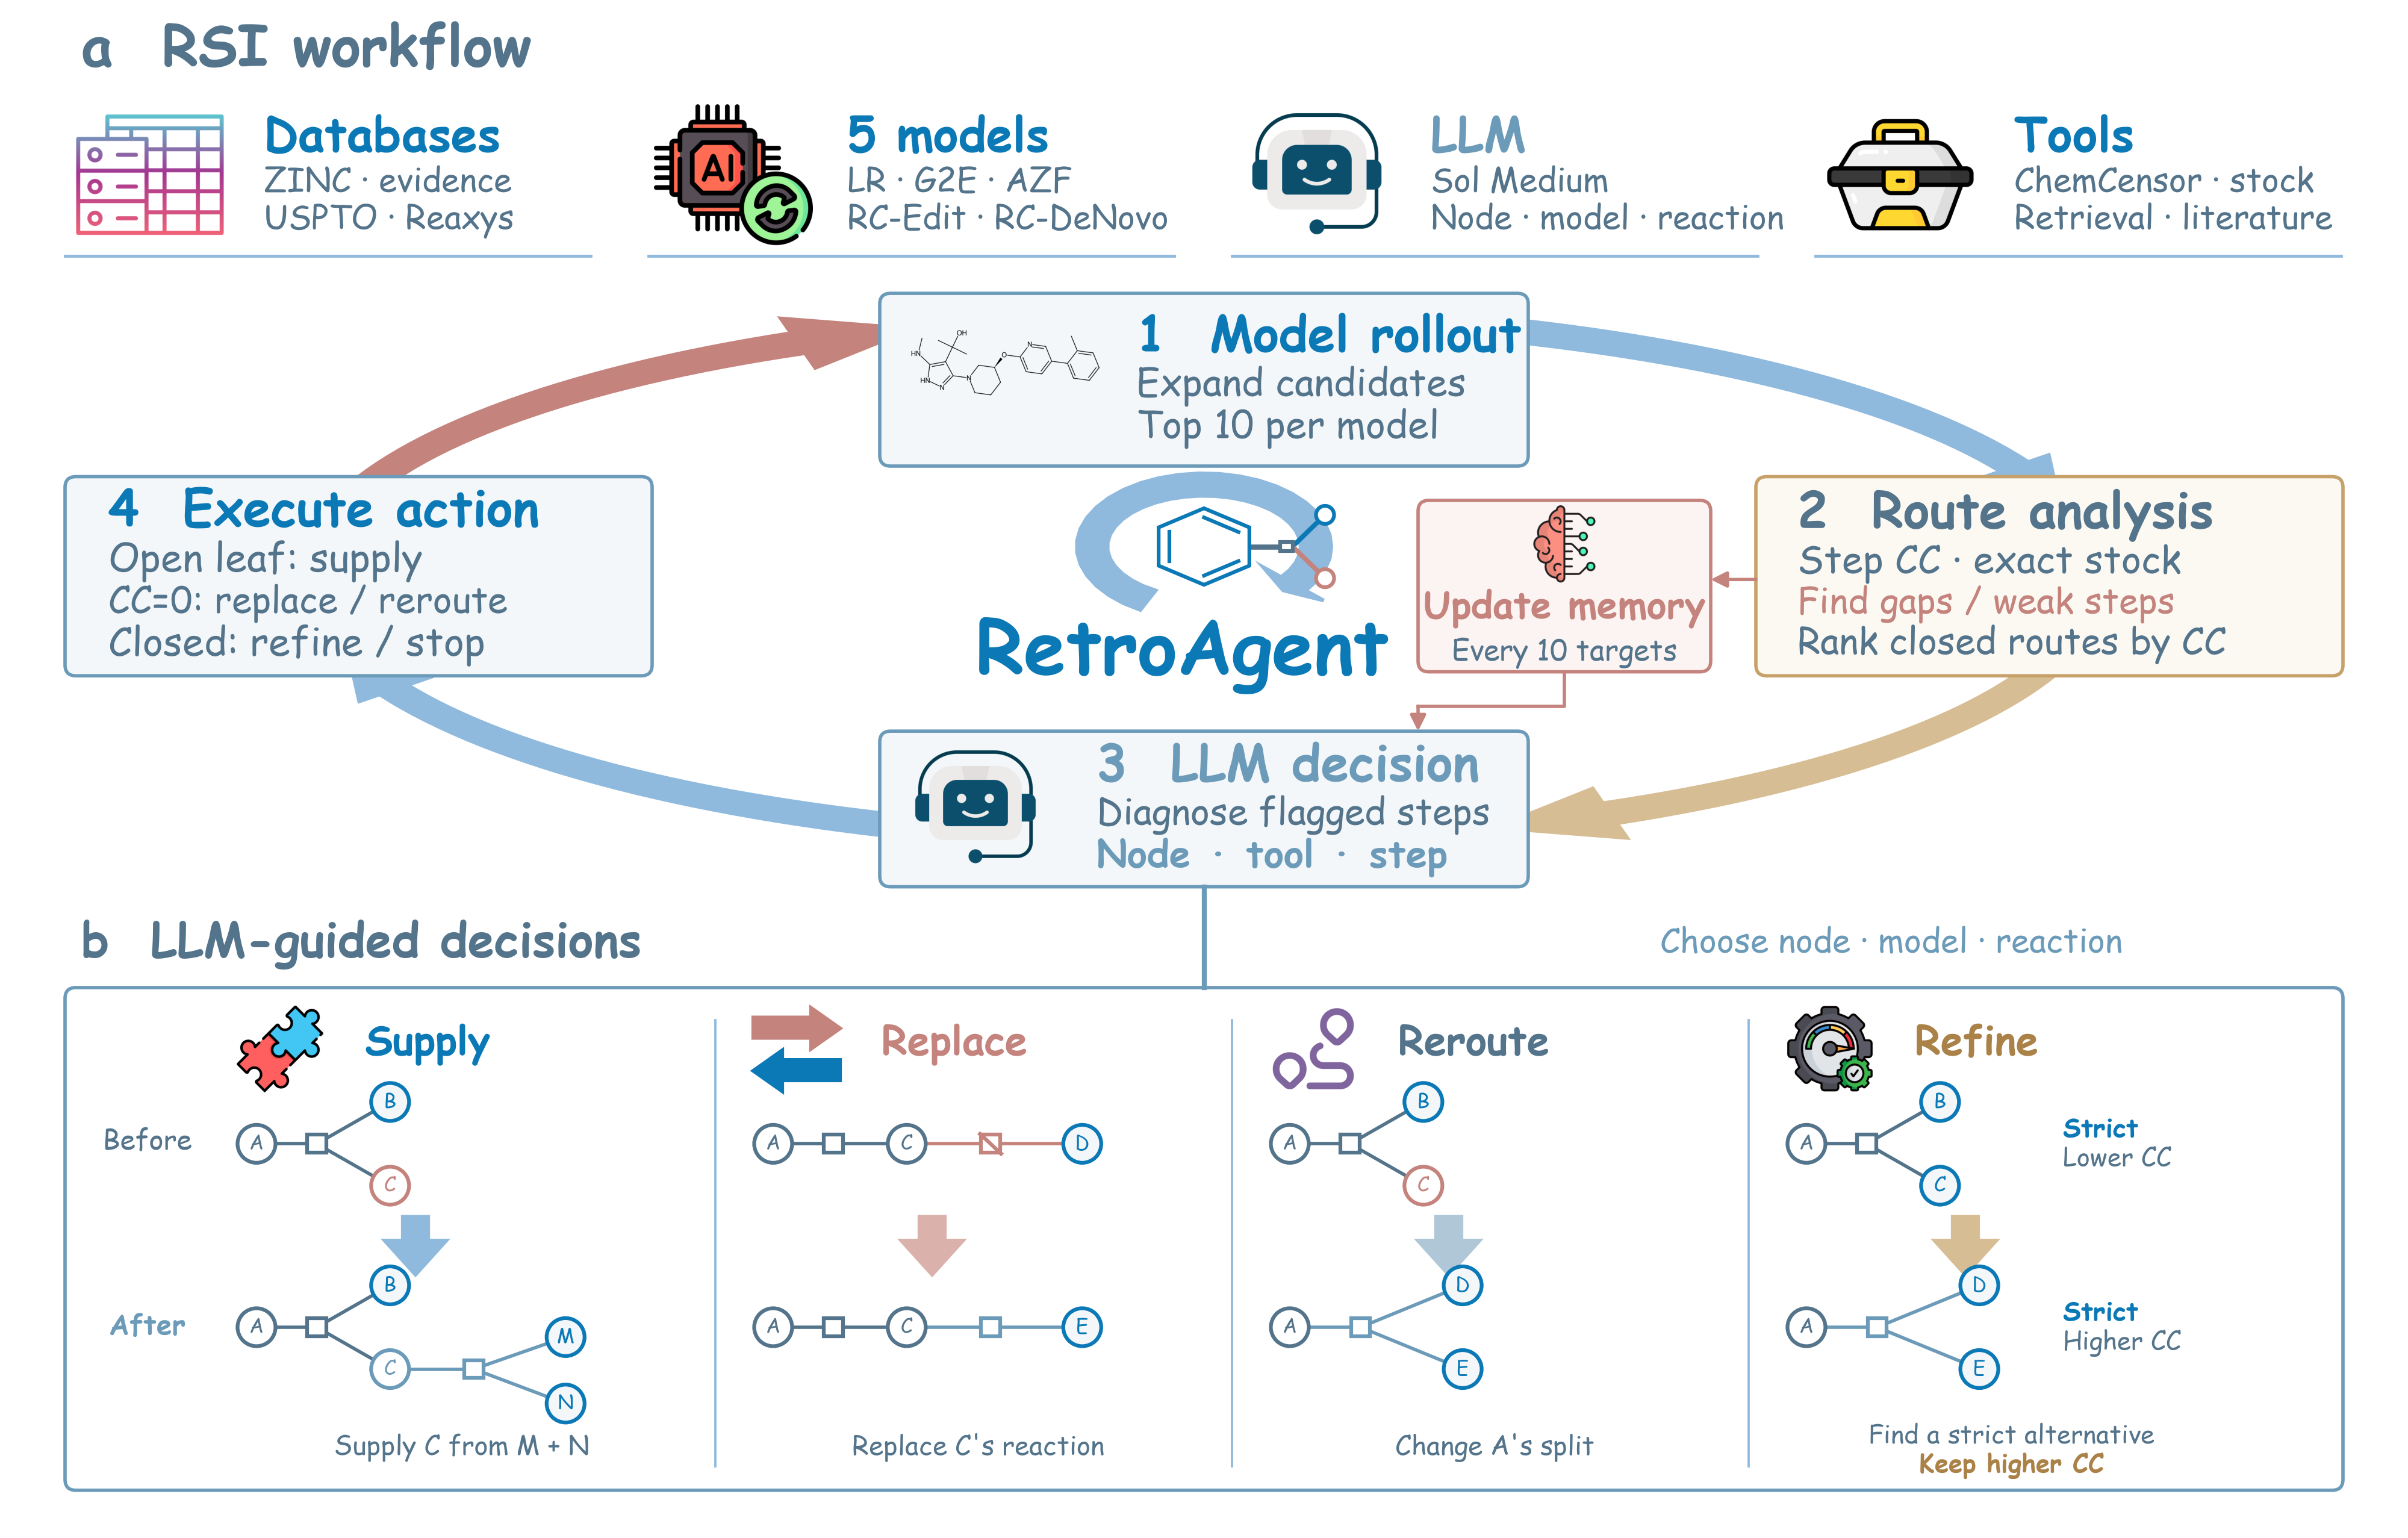 a RSI workflow
Databases
ZINC · evidence
USPTO · Reaxys
5 models
LR · G2E · AZF
RC-Edit · RC-DeNovo
LLM
Sol Medium
Node · model · reaction
Tools
ChemCensor · stock
Retrieval · literature
AI
1 Model rollout
Expand candidates
Top 10 per model
OH
HN
HN
N
N
O
N
2 Route analysis
Step CC · exact stock
Find gaps / weak steps
Rank closed routes by CC
Update memory
Every 10 targets
RetroAgent
4 Execute action
Open leaf: supply
CC=0: replace / reroute
Closed: refine / stop
3 LLM decision
Diagnose flagged steps
Node · tool · step
b LLM-guided decisions
Choose node · model · reaction
Supply
Before
A
B
C
After
A
B
C
M
N
Supply C from M + N
Replace
A
C
D
A
C
E
Replace C's reaction
Reroute
A
B
C
A
D
E
Change A's split
Refine
A
B
C
Strict
Lower CC
A
D
E
Strict
Higher CC
Find a strict alternative
Keep higher CC